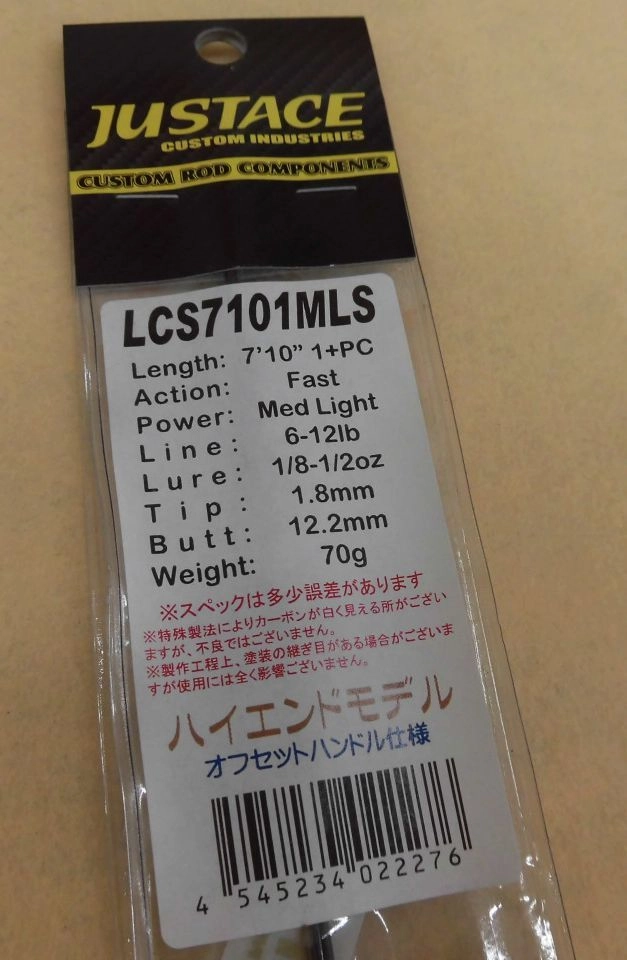 JUSTACE
CUSTOM INDUSTRIES
CUSTOM ROD COMPONENTS
LCS7101MLS
Length: 7'10" 1+PC
Action: Fast
Power: Med Light
Line: 6-12lb
Lure: 1/8-1/2oz
Tip: 1.8mm
Butt: 12.2mm
Weight: 70g
※スペックは多少誤差があります
※特殊製法によりカーボンが白く見える所がござい
ますが、不良ではございません。
※製作工程上、塗装の継ぎ目がある場合がございま
すが使用には全く影響ございません。
ハイエンドモデル
オフセットハンドル仕様
4 545234 022276